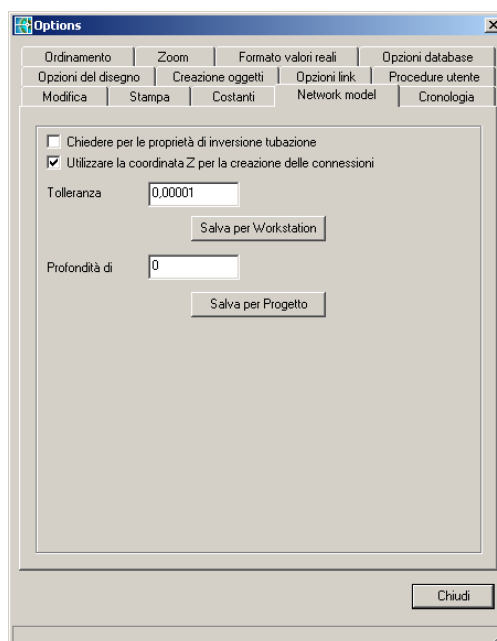 Options
Ordinamento Zoom Formato valori reali Opzioni database
Opzioni del disegno Creazione oggetti Opzioni link Procedure utente
Modifica Stampa Costanti Network model Cronologia
Chiedere per le proprietà di inversione tubazione
Utilizzare la coordinata Z per la creazione delle connessioni
Tolleranza 0,00001
Salva per Workstation
Profondità di 0
Salva per Progetto
Chiudi